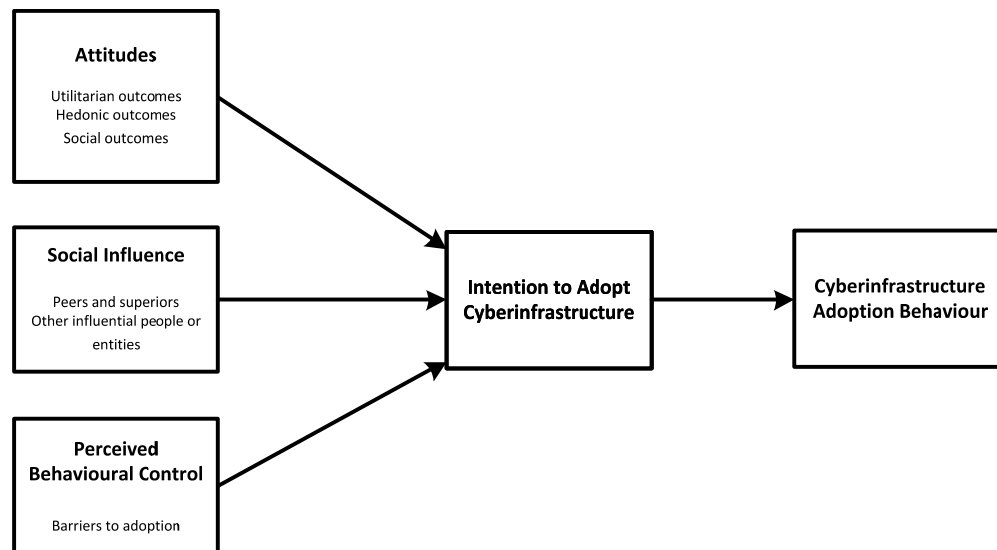 Attitudes
Utilitarian outcomes
Hedonic outcomes
Social outcomes
Social Influence
Peers and superiors
Other influential people or
entities
Perceived
Behavioural Control
Barriers to adoption
Intention to Adopt
Cyberinfrastructure
Cyberinfrastructure
Adoption Behaviour